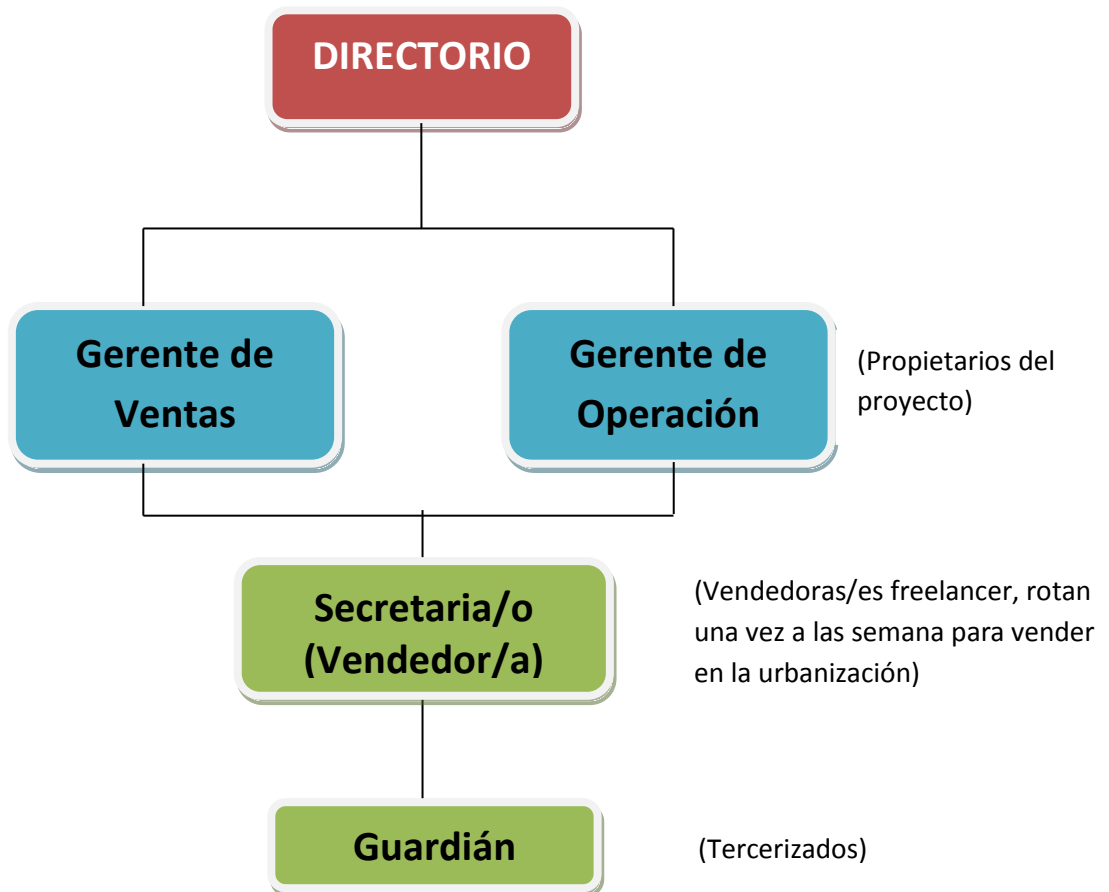 DIRECTORIO
Gerente de
Ventas
Gerente de
Operación
(Propietarios del
proyecto)
Secretaria/o
(Vendedor/a)
(Vendedoras/es freelancer, rotan
una vez a las semana para vender
en la urbanización)
Guardián
(Tercerizados)